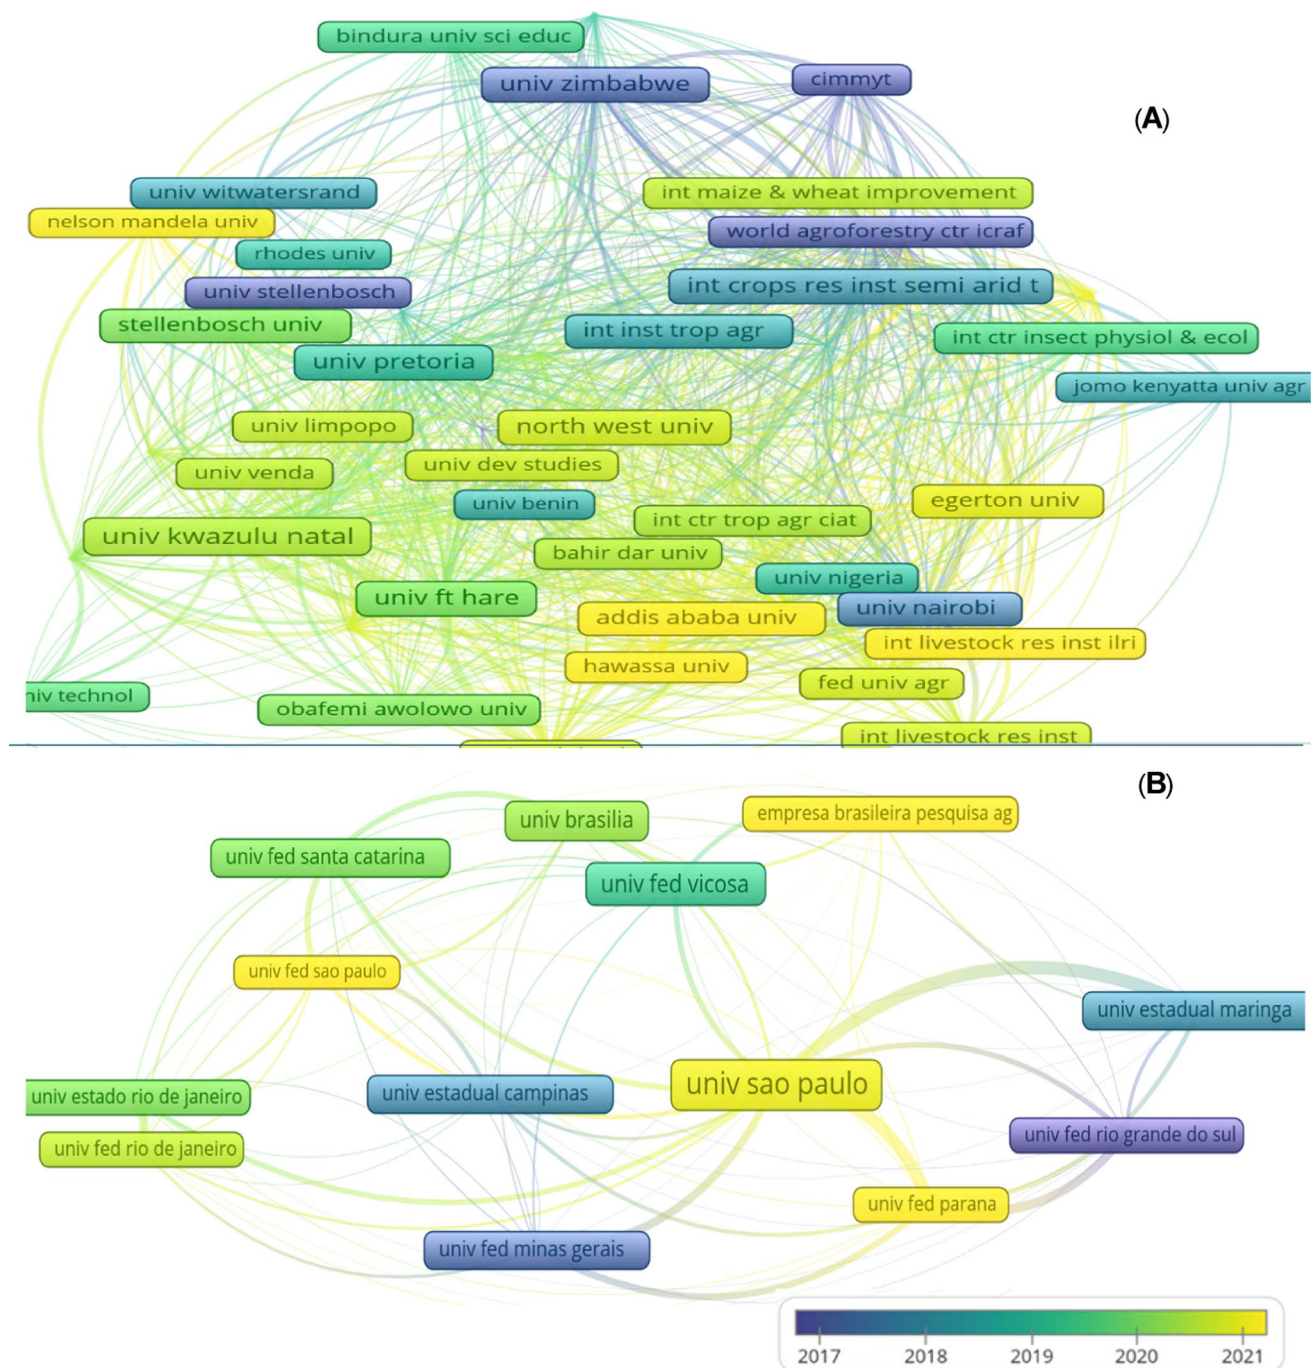 bindura univ sci educ
univ zimbabwe
cimmyt
(A)
univ witwatersrand
int maize & wheat improvement
nelson mandela univ
world agroforestry ctr icraf
rhodes univ
univ stellenbosch
int crops res inst semi arid t
stellenbosch univ
int inst trop agr
int ctr insect physiol & ecol
univ pretoria
jomo kenyatta univ agr
univ limpopo
north west univ
univ dev studies
univ venda
univ benin
egerton univ
int ctr trop agr ciat
univ kwazulu natal
bahir dar univ
univ nigeria
univ ft hare
univ nairobi
addis ababa univ
int livestock res inst ilri
hawassa univ
fed univ agr
niv technol
obafemi awolowo univ
int livestock res inst
(B)
empresa brasileira pesquisa ag
univ brasilia
univ fed santa catarina
univ fed vicosa
univ fed sao paulo
univ estadual maringa
univ sao paulo
univ estadual campinas
univ estado rio de janeiro
univ fed rio grande do sul
univ fed rio de janeiro
univ fed parana
univ fed minas gerais
2017 2018 2019 2020 2021